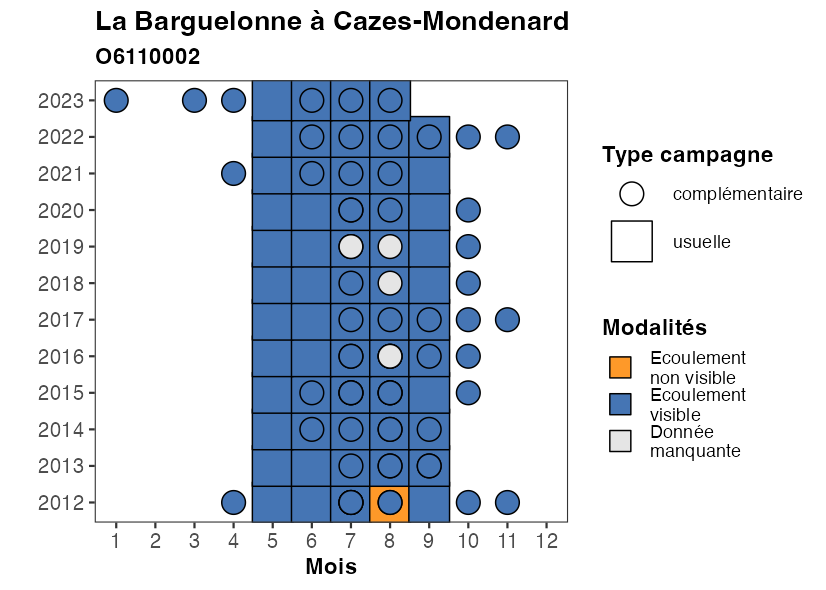 La Barguelonne à Cazes-Mondenard
O6110002
2023
2022
2021
2020
2019
2018
2017
2016
2015
2014
2013
2012
1 2 3 4 5 6 7 8 9 10 11 12
Mois
Type campagne
complémentaire
usuelle
Modalités
Ecoulement
non visible
Ecoulement
visible
Donnée
manquante